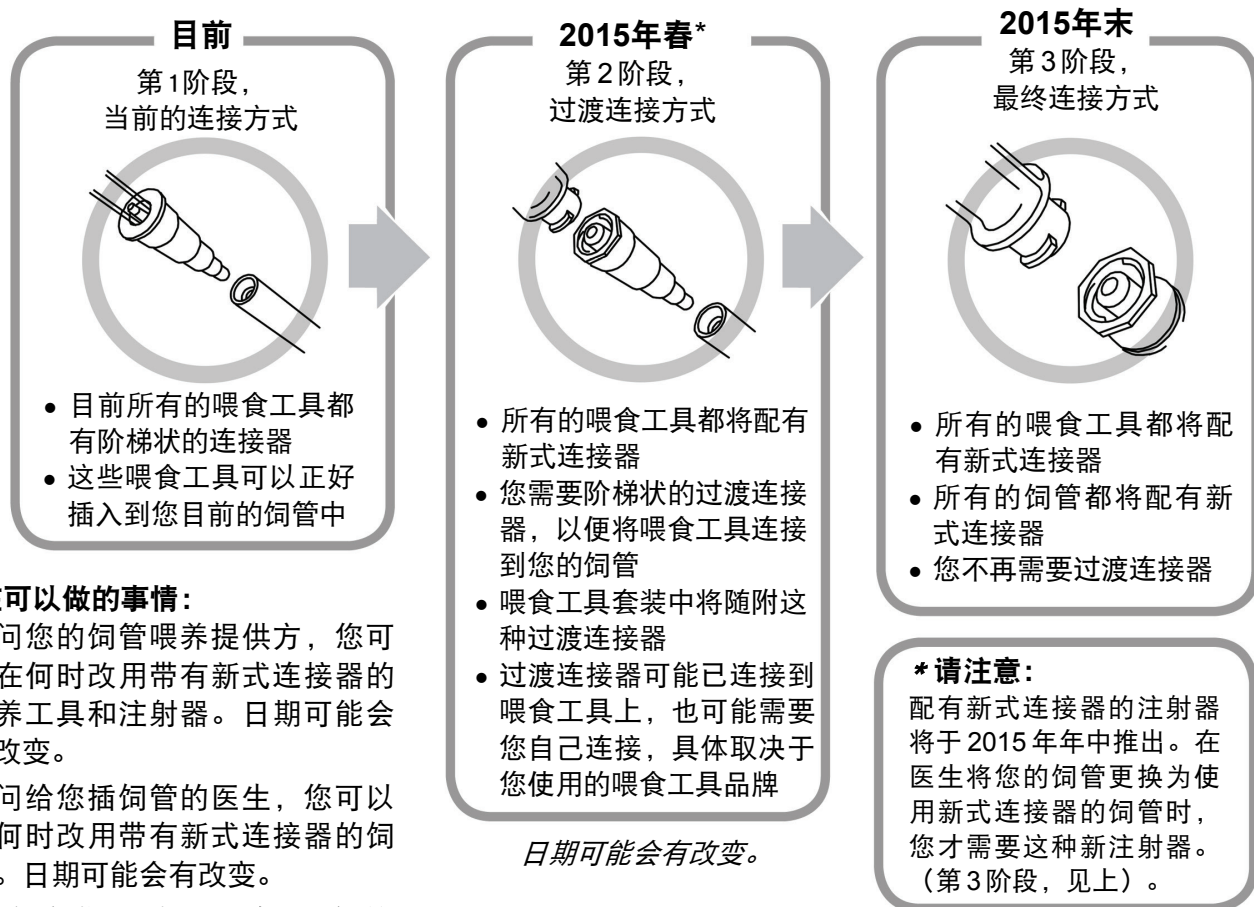 目前
第1阶段，
当前的连接方式
• 目前所有的喂食工具都
有阶梯状的连接器
• 这些喂食工具可以正好
插入到您目前的饲管中
2015年春*
第2阶段，
过渡连接方式
• 所有的喂食工具都将配有
新式连接器
• 您需要阶梯状的过渡连接
器，以便将喂食工具连接
到您的饲管
• 喂食工具套装中将随附这
种过渡连接器
• 过渡连接器可能已连接到
喂食工具上，也可能需要
您自己连接，具体取决于
您使用的喂食工具品牌
日期可能会有改变。
2015年末
第3阶段，
最终连接方式
• 所有的喂食工具都将配
有新式连接器
• 所有的饲管都将配有新
式连接器
• 您不再需要过渡连接器
*请注意：
配有新式连接器的注射器
将于2015年年中推出。在
医生将您的饲管更换为使
用新式连接器的饲管时，
您才需要这种新注射器。
（第3阶段，见上）。
可以做的事情：
问您的饲管喂养提供方，您可
在何时改用带有新式连接器的
养工具和注射器。日期可能会
改变。
问给您插饲管的医生，您可以
何时改用带有新式连接器的饲
。日期可能会有改变。